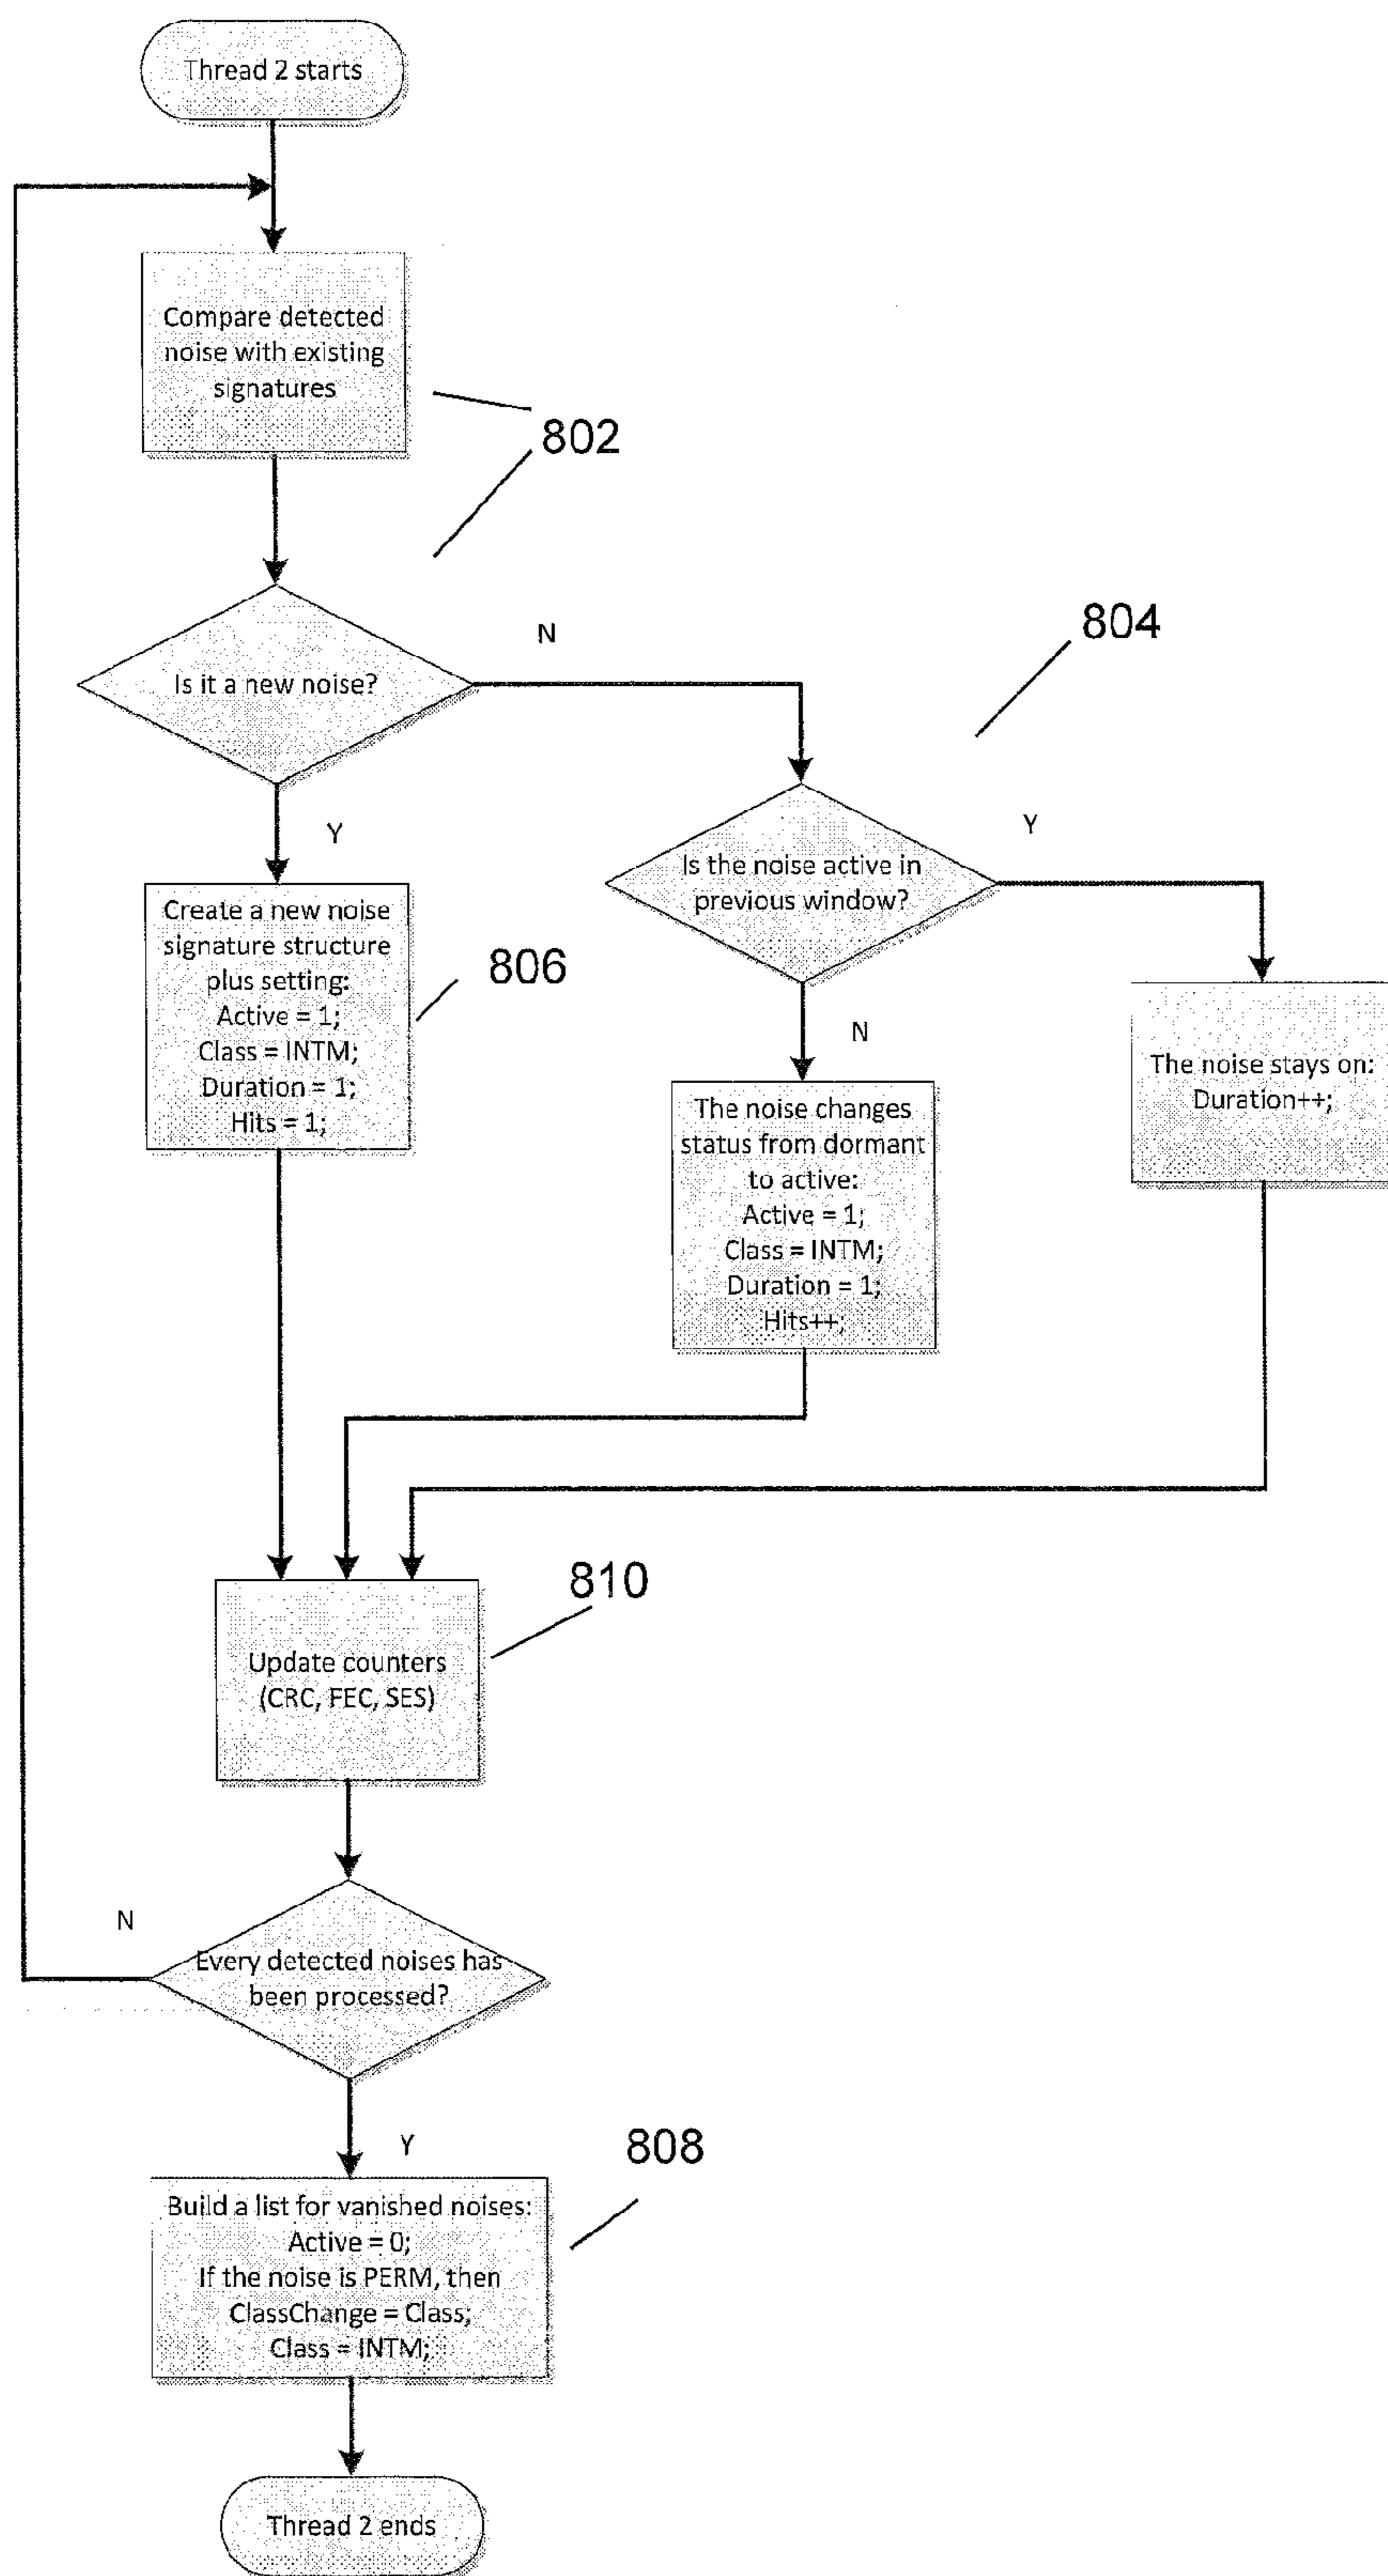 Thread 2 starts
Compare detected
noise with existing
signatures
802
Is it a new noise?
N
804
Y
Is the noise active in
previous window?
Y
Create a new noise
signature structure
plus setting:
Active = 1;
Class = INTM;
Duration = 1;
Hits = 1;
806
N
The noise stays on:
Duration++;
The noise changes
status from dormant
to active:
Active = 1;
Class = INTM;
Duration = 1;
Hits++;
810
Update counters
(CRC, FEC, SES)
N
Every detected noises has
been processed?
Y
808
Build a list for vanished noises:
Active = 0;
If the noise is PERM, then
ClassChange = Class;
Class = INTM;
Thread 2 ends